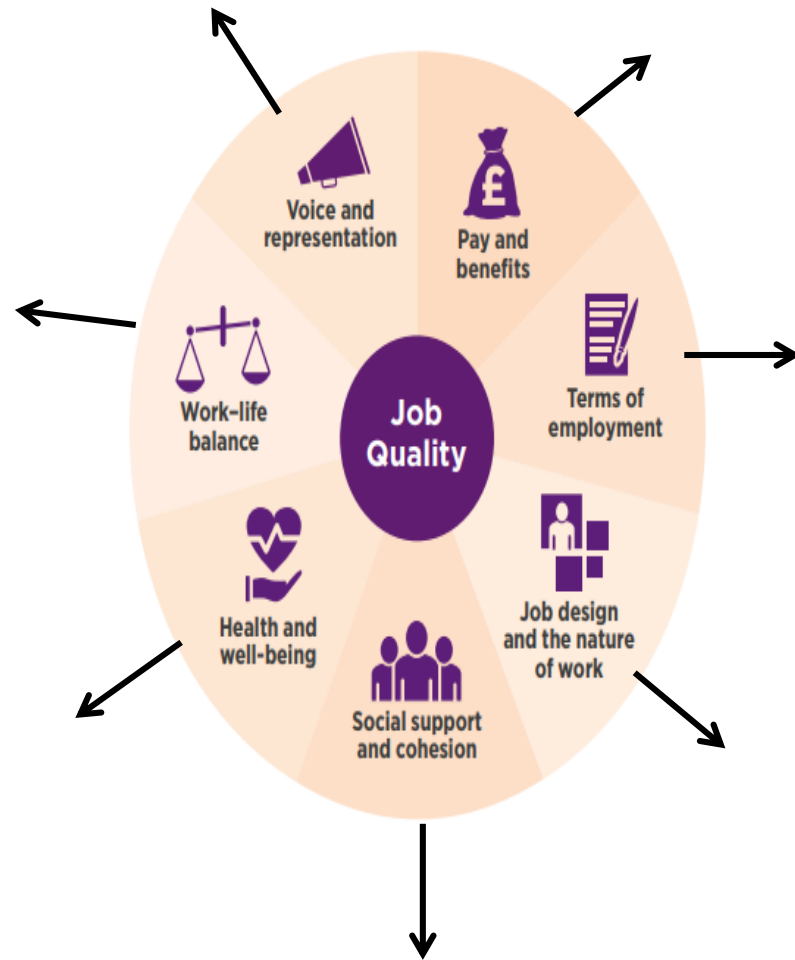 Voice and
representation
£
Pay and
benefits
Terms of
employment
Job design
and the nature
of work
Social support
and cohesion
Health and
well-being
Work–life
balance
Job
Quality